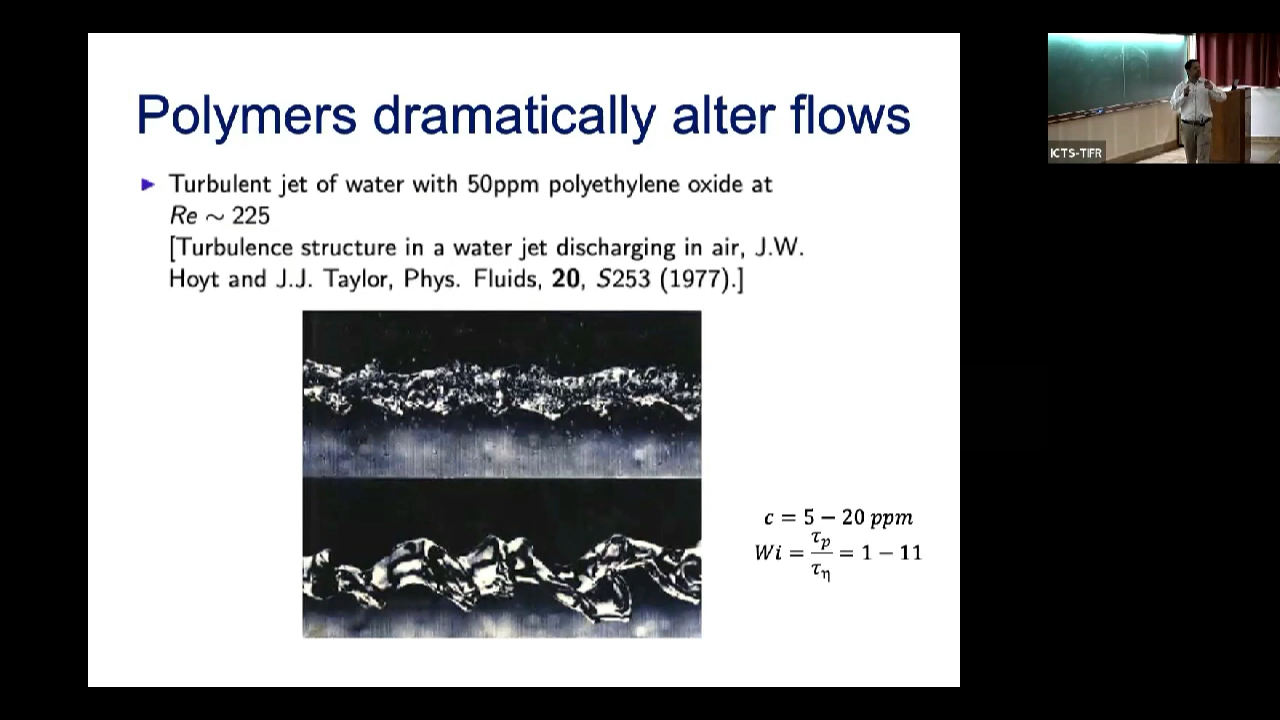 Polymers dramatically alter flows
Turbulent jet of water with 50ppm polyethylene oxide at
Re ∼ 225
[Turbulence structure in a water jet discharging in air, J.W.
Hoyt and J.J. Taylor, Phys. Fluids, 20, S253 (1977).]
c = 5 − 20 ppm
Wi = τp/τη = 1 − 11
ICTS-TIFR